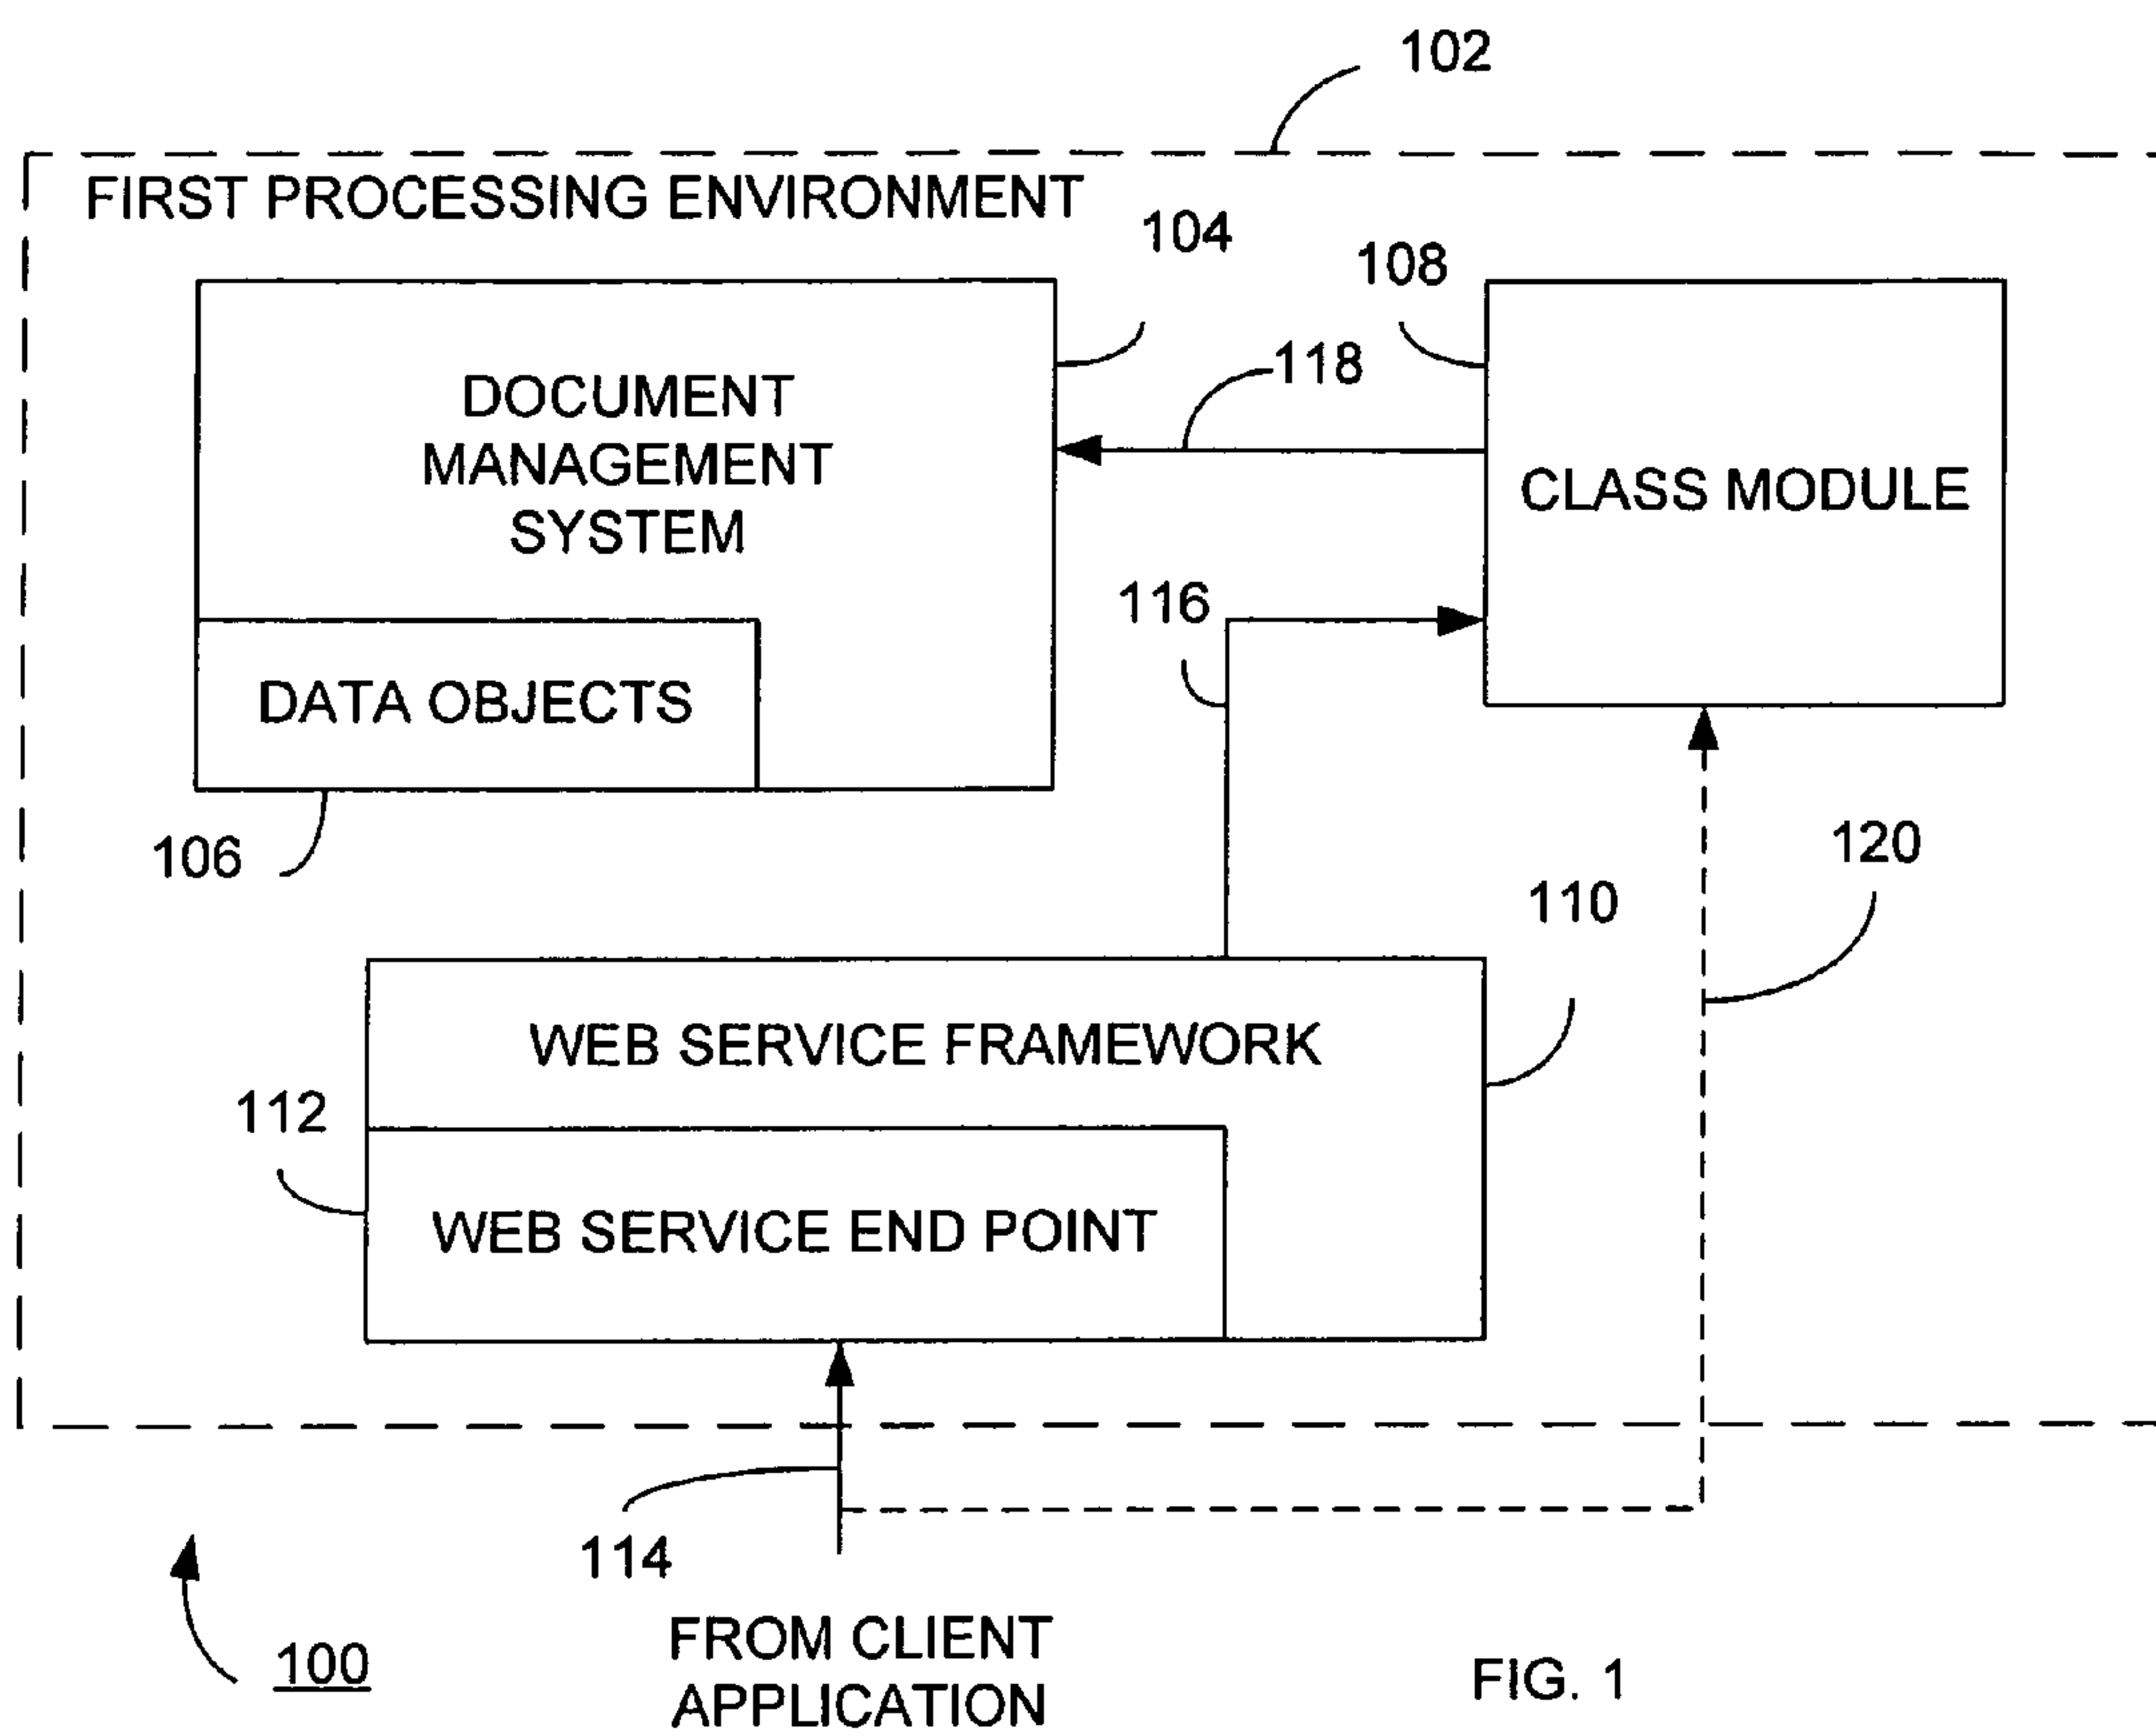 102
FIRST PROCESSING ENVIRONMENT
104
108
118
DOCUMENT
MANAGEMENT
SYSTEM
CLASS MODULE
116
DATA OBJECTS
106
120
110
WEB SERVICE FRAMEWORK
112
WEB SERVICE END POINT
114
FROM CLIENT
APPLICATION
100
FIG. 1